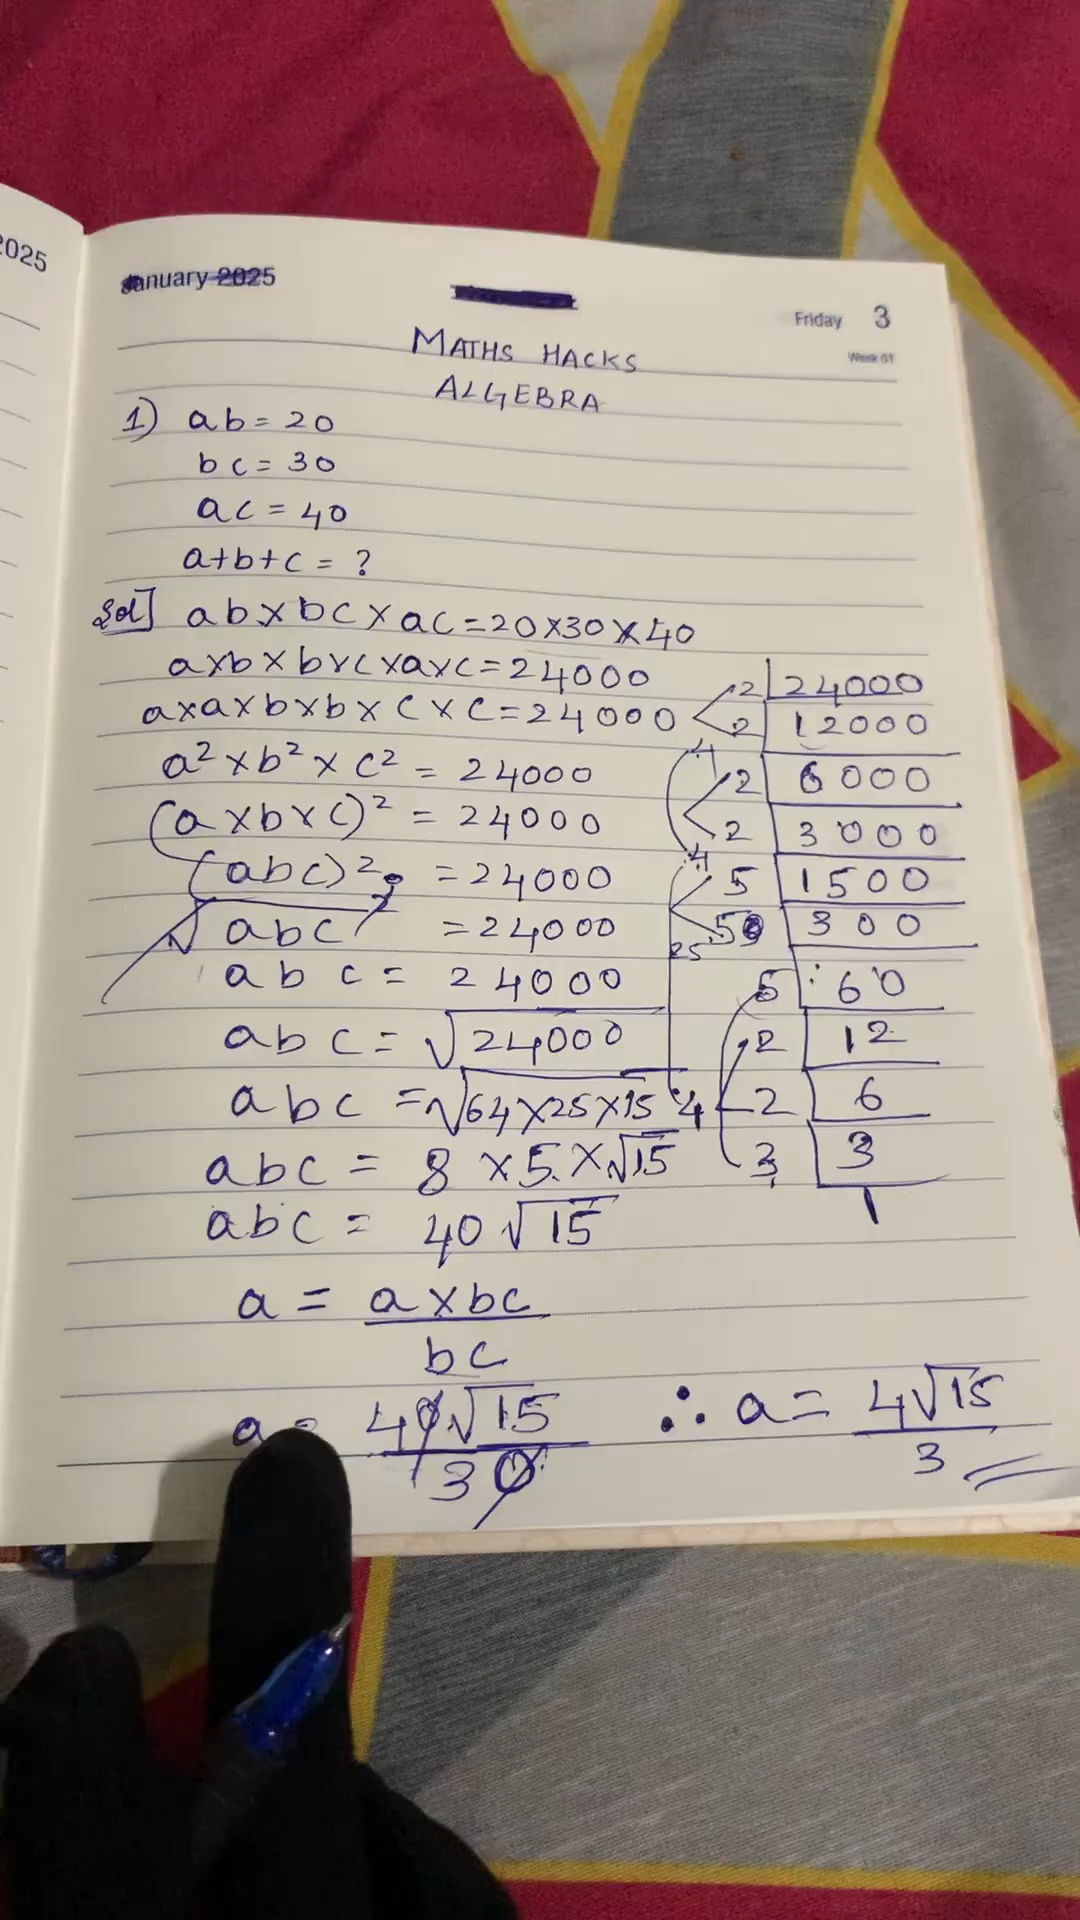 2025
January 2025
Friday 3
Week 01
MATHS HACKS
ALGEBRA
1) ab = 20
bc = 30
ac = 40
a+b+c = ?
Sol] ab×bc×ac=20×30×40
a×b×b×c×a×c=24000
a×a×b×b×c×c=24000
a² × b² × c² = 24000
(a×b×c)² = 24000
(abc)² = 24000
√abc = 24000
abc = 24000
abc = √24000
abc = √64×25×15
abc = 8 × 5 × √15
abc = 40√15
a = a×bc
bc
a = 40√15
30
∴ a = 4√15
3
2 24000
2 12000
4
2 6000
2 3000
4
5 1500
5 300
25
5 60
2 12
4 2 6
3 3
1